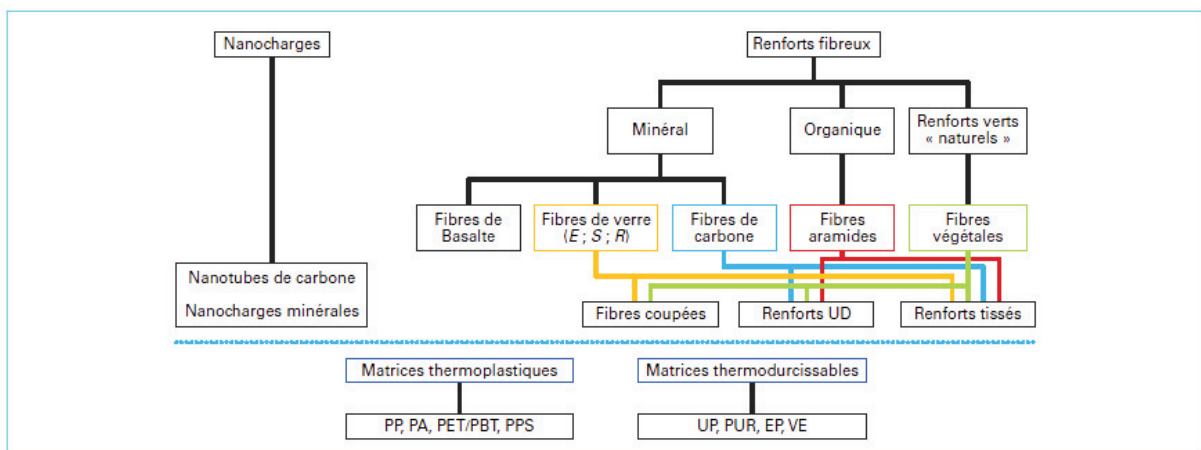 Nanocharges
Renforts fibreux
Minéral
Organique
Renforts verts
« naturels »
Fibres de
Basalte
Fibres de verre
(E ; S ; R)
Fibres de
carbone
Fibres
aramides
Fibres
végétales
Nanotubes de carbone
Nanocharges minérales
Fibres coupées
Renforts UD
Renforts tissés
Matrices thermoplastiques
Matrices thermodurcissables
PP, PA, PET/PBT, PPS
UP, PUR, EP, VE